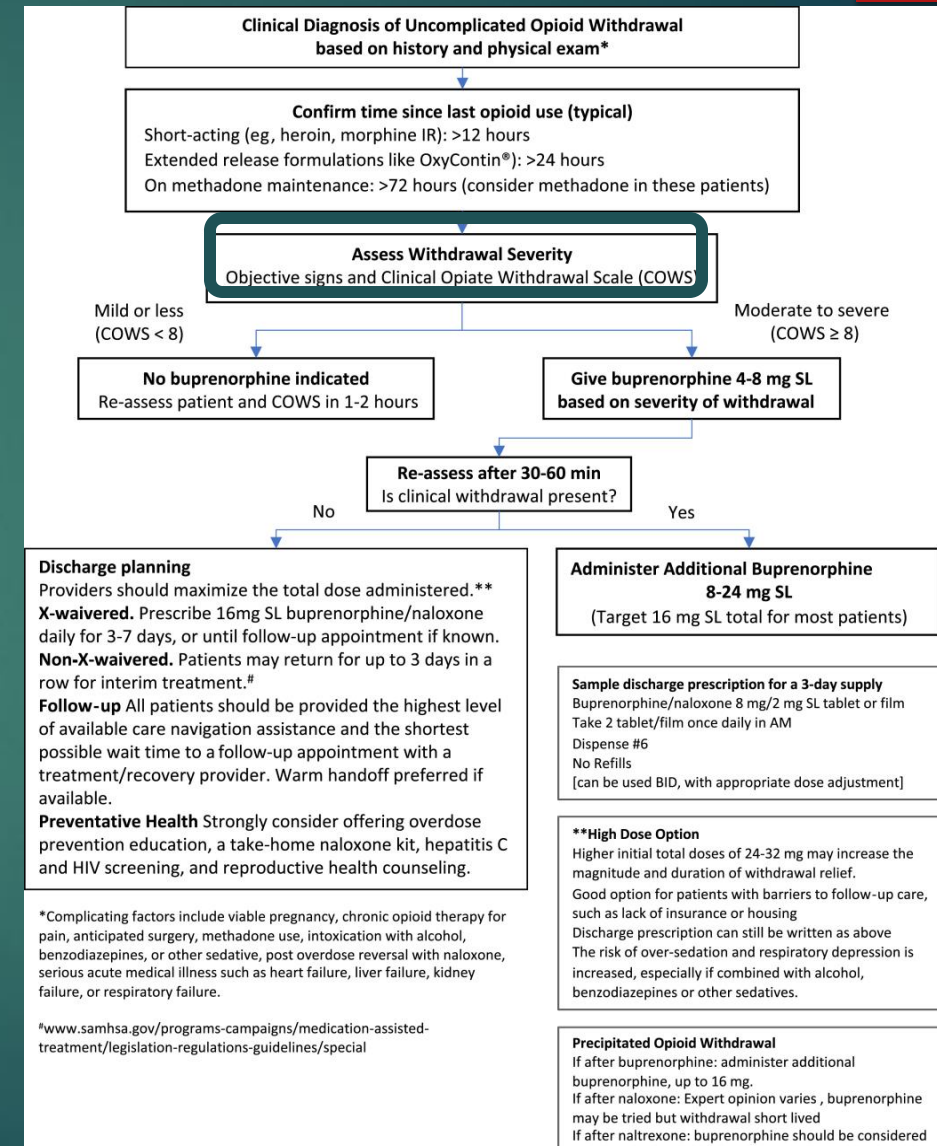 Clinical Diagnosis of Uncomplicated Opioid Withdrawal
based on history and physical exam*
Confirm time since last opioid use (typical)
Short-acting (eg, heroin, morphine IR): >12 hours
Extended release formulations like OxyContin®): >24 hours
On methadone maintenance: >72 hours (consider methadone in these patients)
Assess Withdrawal Severity
Objective signs and Clinical Opiate Withdrawal Scale (COWS)
Mild or less
(COWS < 8)
Moderate to severe
(COWS ≥ 8)
No buprenorphine indicated
Re-assess patient and COWS in 1-2 hours
Give buprenorphine 4-8 mg SL
based on severity of withdrawal
Re-assess after 30-60 min
Is clinical withdrawal present?
No
Yes
Discharge planning
Providers should maximize the total dose administered.**
X-waivered. Prescribe 16mg SL buprenorphine/naloxone
daily for 3-7 days, or until follow-up appointment if known.
Non-X-waivered. Patients may return for up to 3 days in a
row for interim treatment.#
Follow-up All patients should be provided the highest level
of available care navigation assistance and the shortest
possible wait time to a follow-up appointment with a
treatment/recovery provider. Warm handoff preferred if
available.
Preventative Health Strongly consider offering overdose
prevention education, a take-home naloxone kit, hepatitis C
and HIV screening, and reproductive health counseling.
*Complicating factors include viable pregnancy, chronic opioid therapy for
pain, anticipated surgery, methadone use, intoxication with alcohol,
benzodiazepines, or other sedative, post overdose reversal with naloxone,
serious acute medical illness such as heart failure, liver failure, kidney
failure, or respiratory failure.
#www.samhsa.gov/programs-campaigns/medication-assisted-
treatment/legislation-regulations-guidelines/special
Administer Additional Buprenorphine
8-24 mg SL
(Target 16 mg SL total for most patients)
Sample discharge prescription for a 3-day supply
Buprenorphine/naloxone 8 mg/2 mg SL tablet or film
Take 2 tablet/film once daily in AM
Dispense #6
No Refills
[can be used BID, with appropriate dose adjustment]
**High Dose Option
Higher initial total doses of 24-32 mg may increase the
magnitude and duration of withdrawal relief.
Good option for patients with barriers to follow-up care,
such as lack of insurance or housing
Discharge prescription can still be written as above
The risk of over-sedation and respiratory depression is
increased, especially if combined with alcohol,
benzodiazepines or other sedatives.
Precipitated Opioid Withdrawal
If after buprenorphine: administer additional
buprenorphine, up to 16 mg.
If after naloxone: Expert opinion varies , buprenorphine
may be tried but withdrawal short lived
If after naltrexone: buprenorphine should be considered